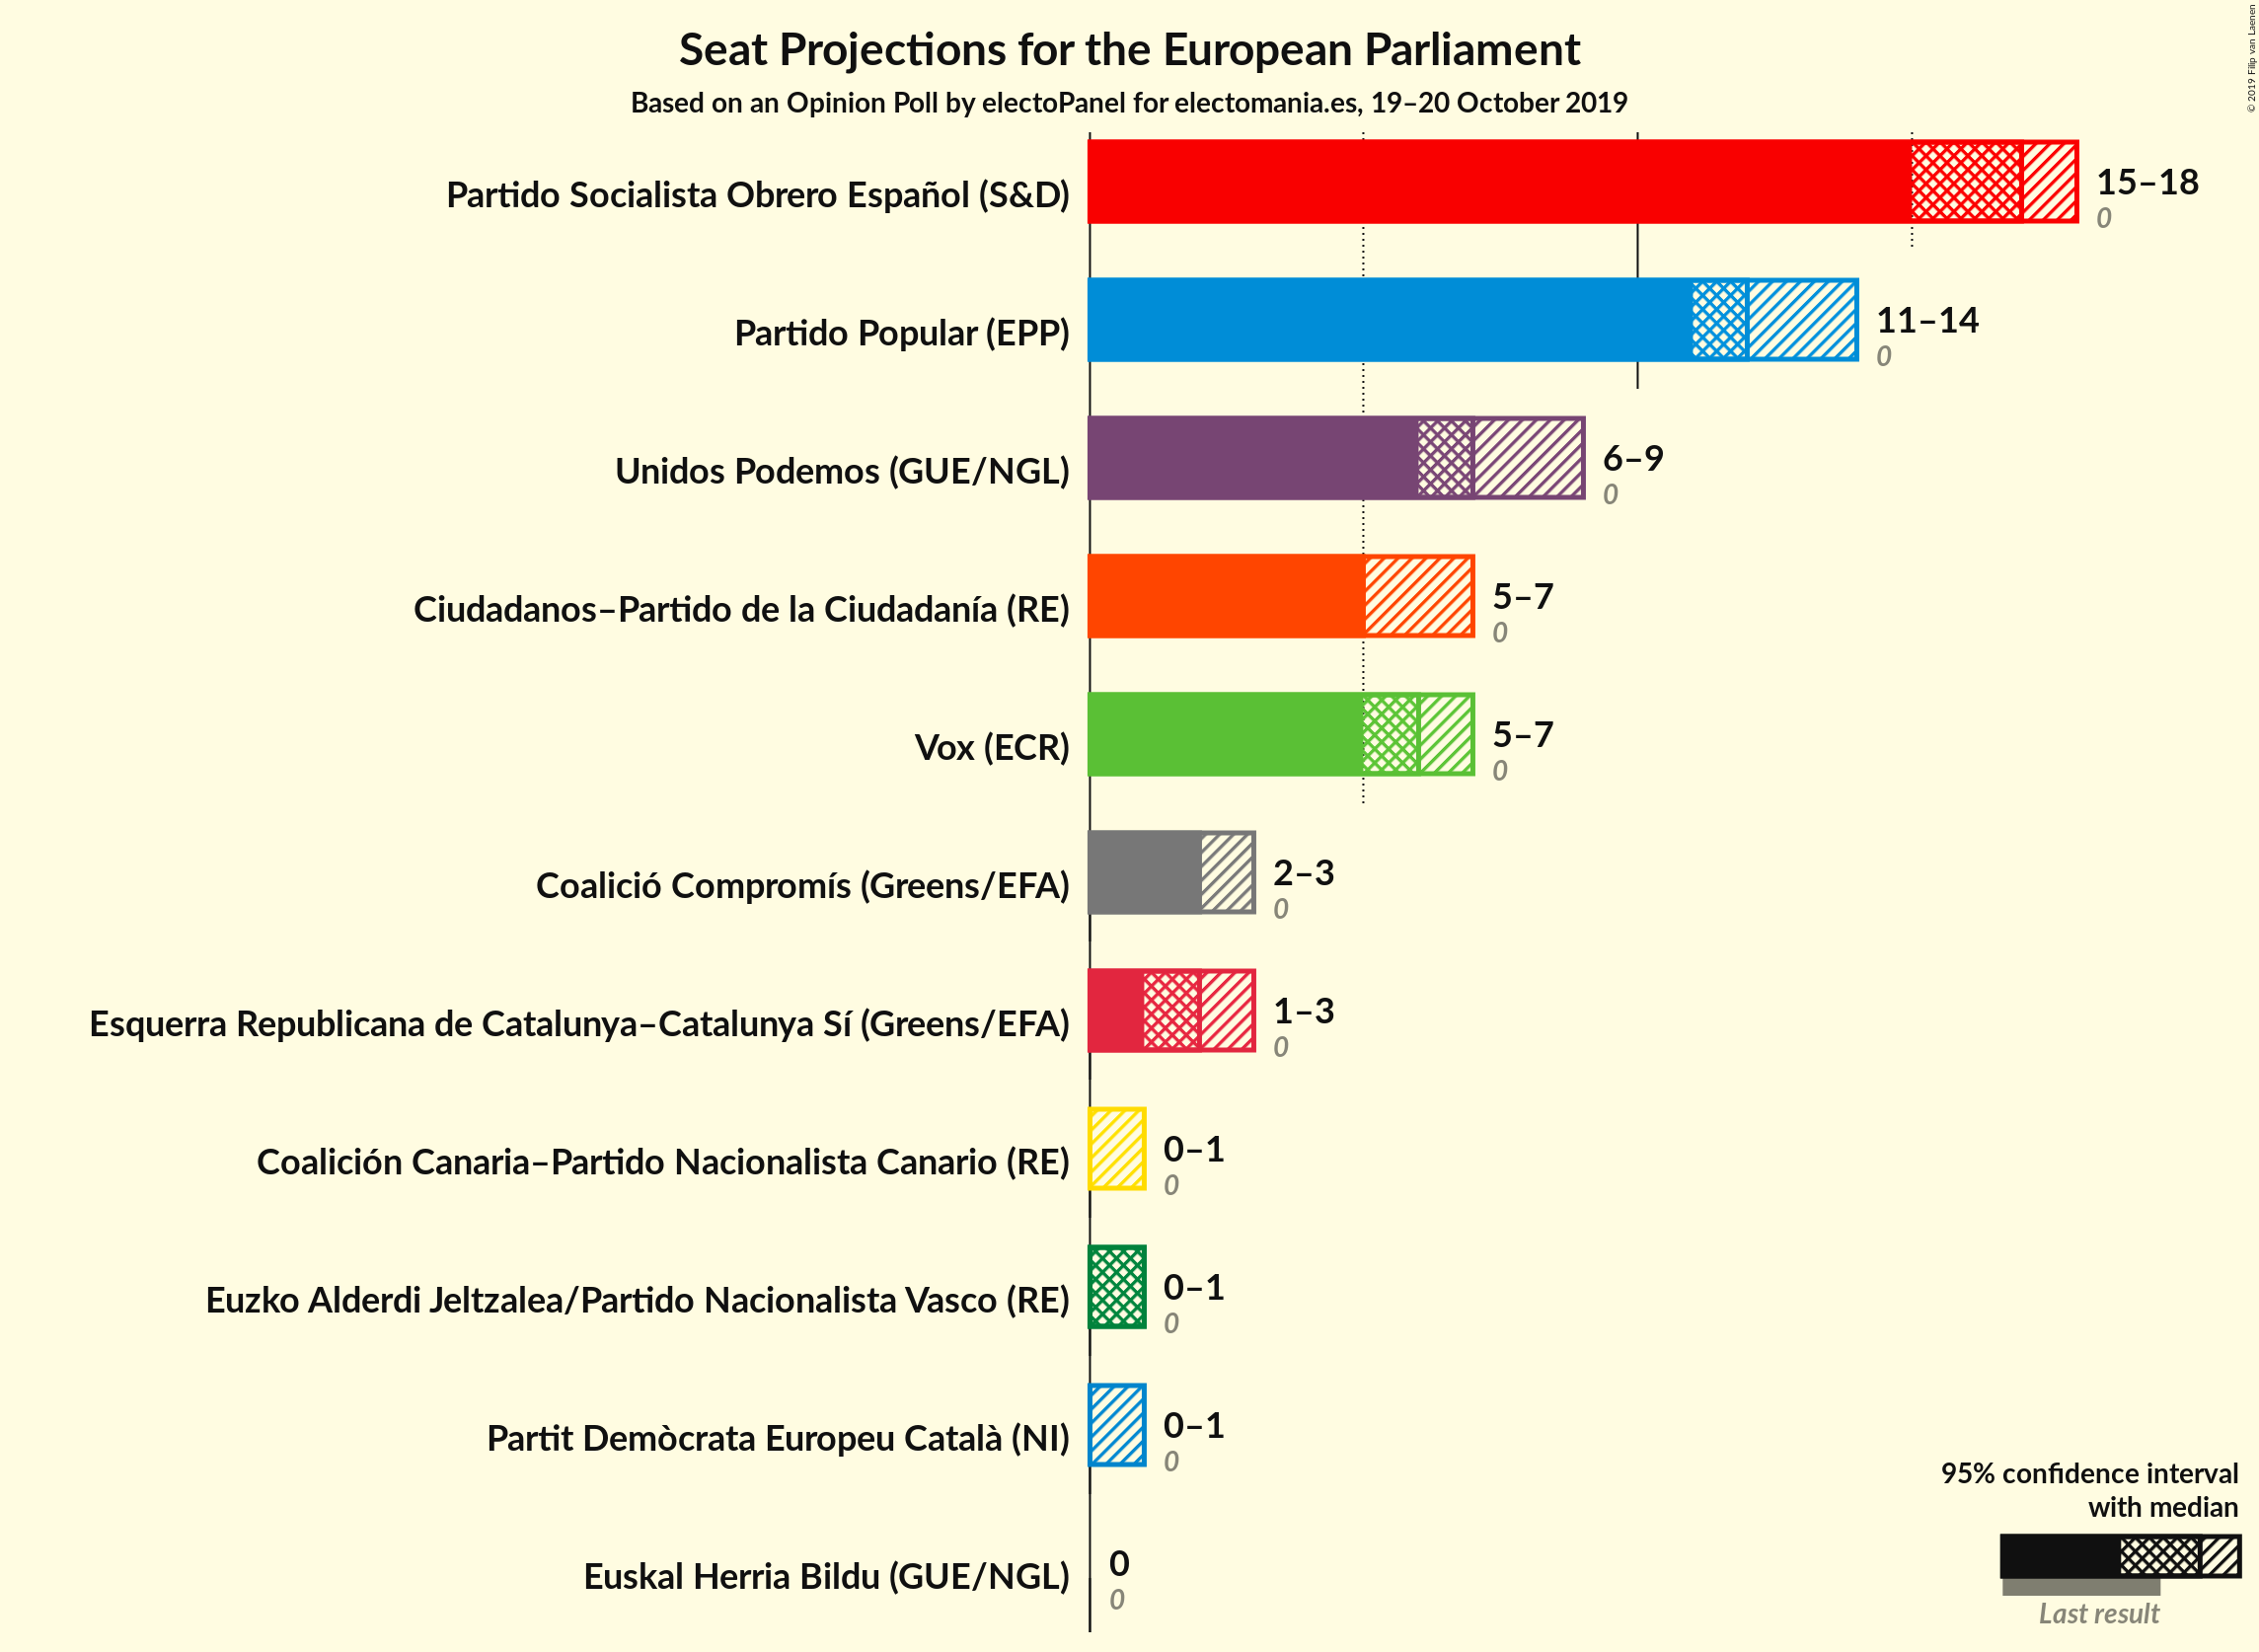 Seat Projections for the European Parliament
Based on an Opinion Poll by electoPanel for electomania.es, 19–20 October 2019
© 2019 Filip van Laenen
Partido Socialista Obrero Español (S&D)
15–18
0
Partido Popular (EPP)
11–14
0
Unidos Podemos (GUE/NGL)
6–9
0
Ciudadanos–Partido de la Ciudadanía (RE)
5–7
0
Vox (ECR)
5–7
0
Coalició Compromís (Greens/EFA)
2–3
0
Esquerra Republicana de Catalunya–Catalunya Sí (Greens/EFA)
1–3
0
Coalición Canaria–Partido Nacionalista Canario (RE)
0–1
0
Euzko Alderdi Jeltzalea/Partido Nacionalista Vasco (RE)
0–1
0
Partit Demòcrata Europeu Català (NI)
0–1
0
Euskal Herria Bildu (GUE/NGL)
0
0
95% confidence interval
with median
Last result